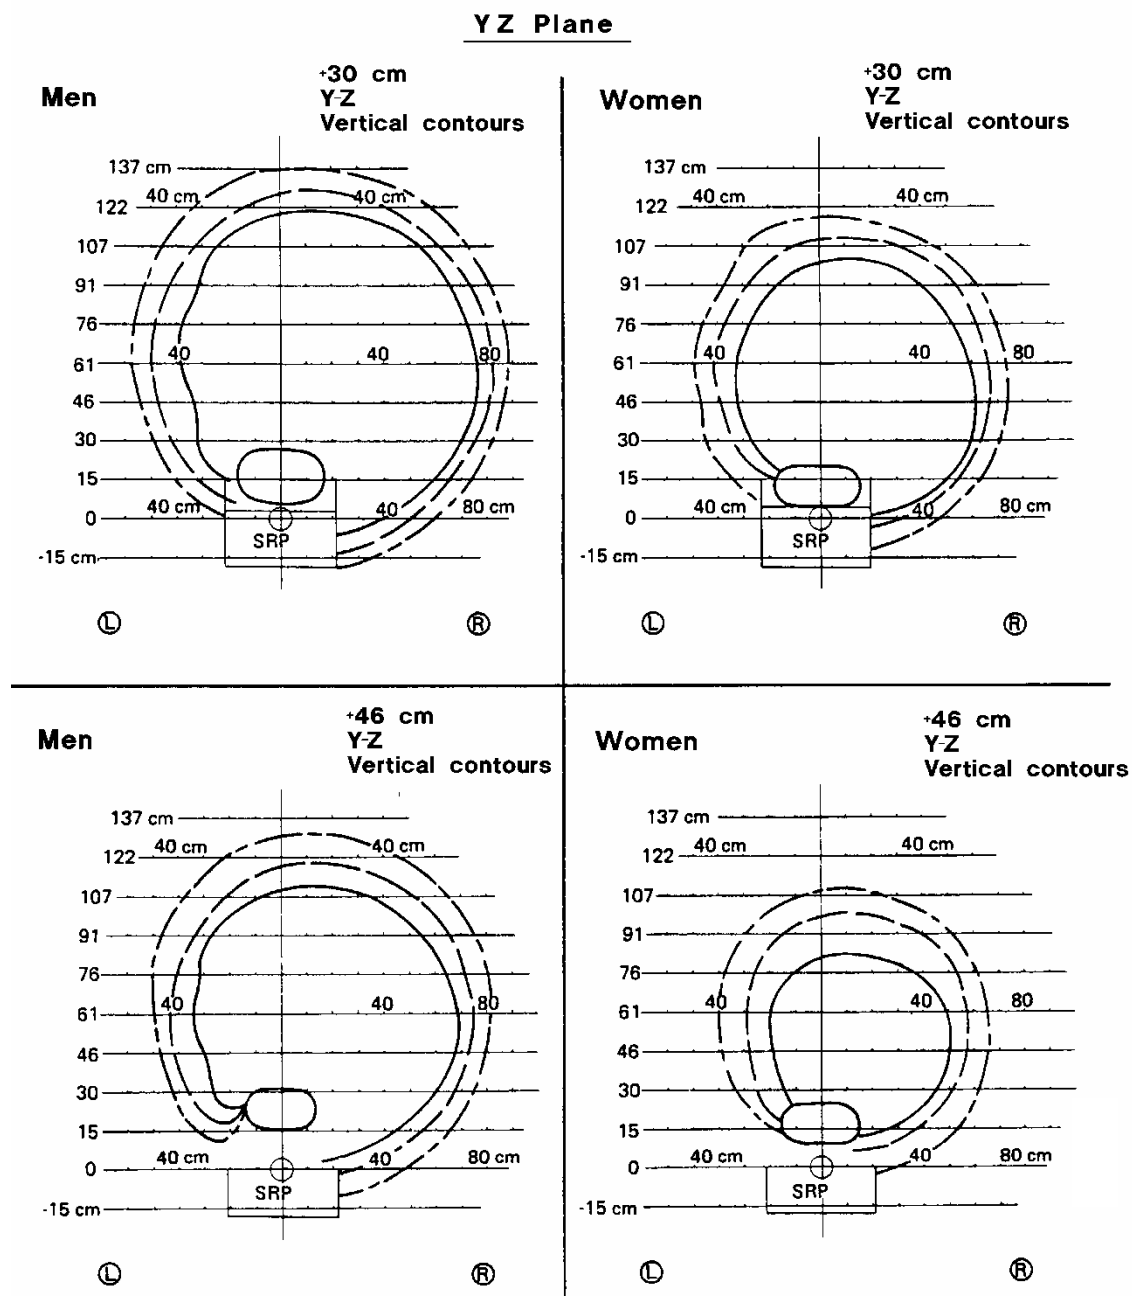 YZ Plane
Men
+30 cm
Y-Z
Vertical contours
137 cm
40 cm 40 cm
122
107
91
76
40 40 80
61
46
30
15
40 cm 40 80 cm
0
SRP
-15 cm
L R
Women
+30 cm
Y-Z
Vertical contours
137 cm
40 cm 40 cm
122
107
91
76
40 40 80
61
46
30
15
40 cm 40 80 cm
0
SRP
-15 cm
L R
Men
+46 cm
Y-Z
Vertical contours
137 cm
40 cm 40 cm
122
107
91
76
40 40 80
61
46
30
15
40 cm 40 80 cm
0
SRP
-15 cm
L R
Women
+46 cm
Y-Z
Vertical contours
137 cm
40 cm 40 cm
122
107
91
76
40 40 80
61
46
30
15
40 cm 40 80 cm
0
SRP
-15 cm
L R